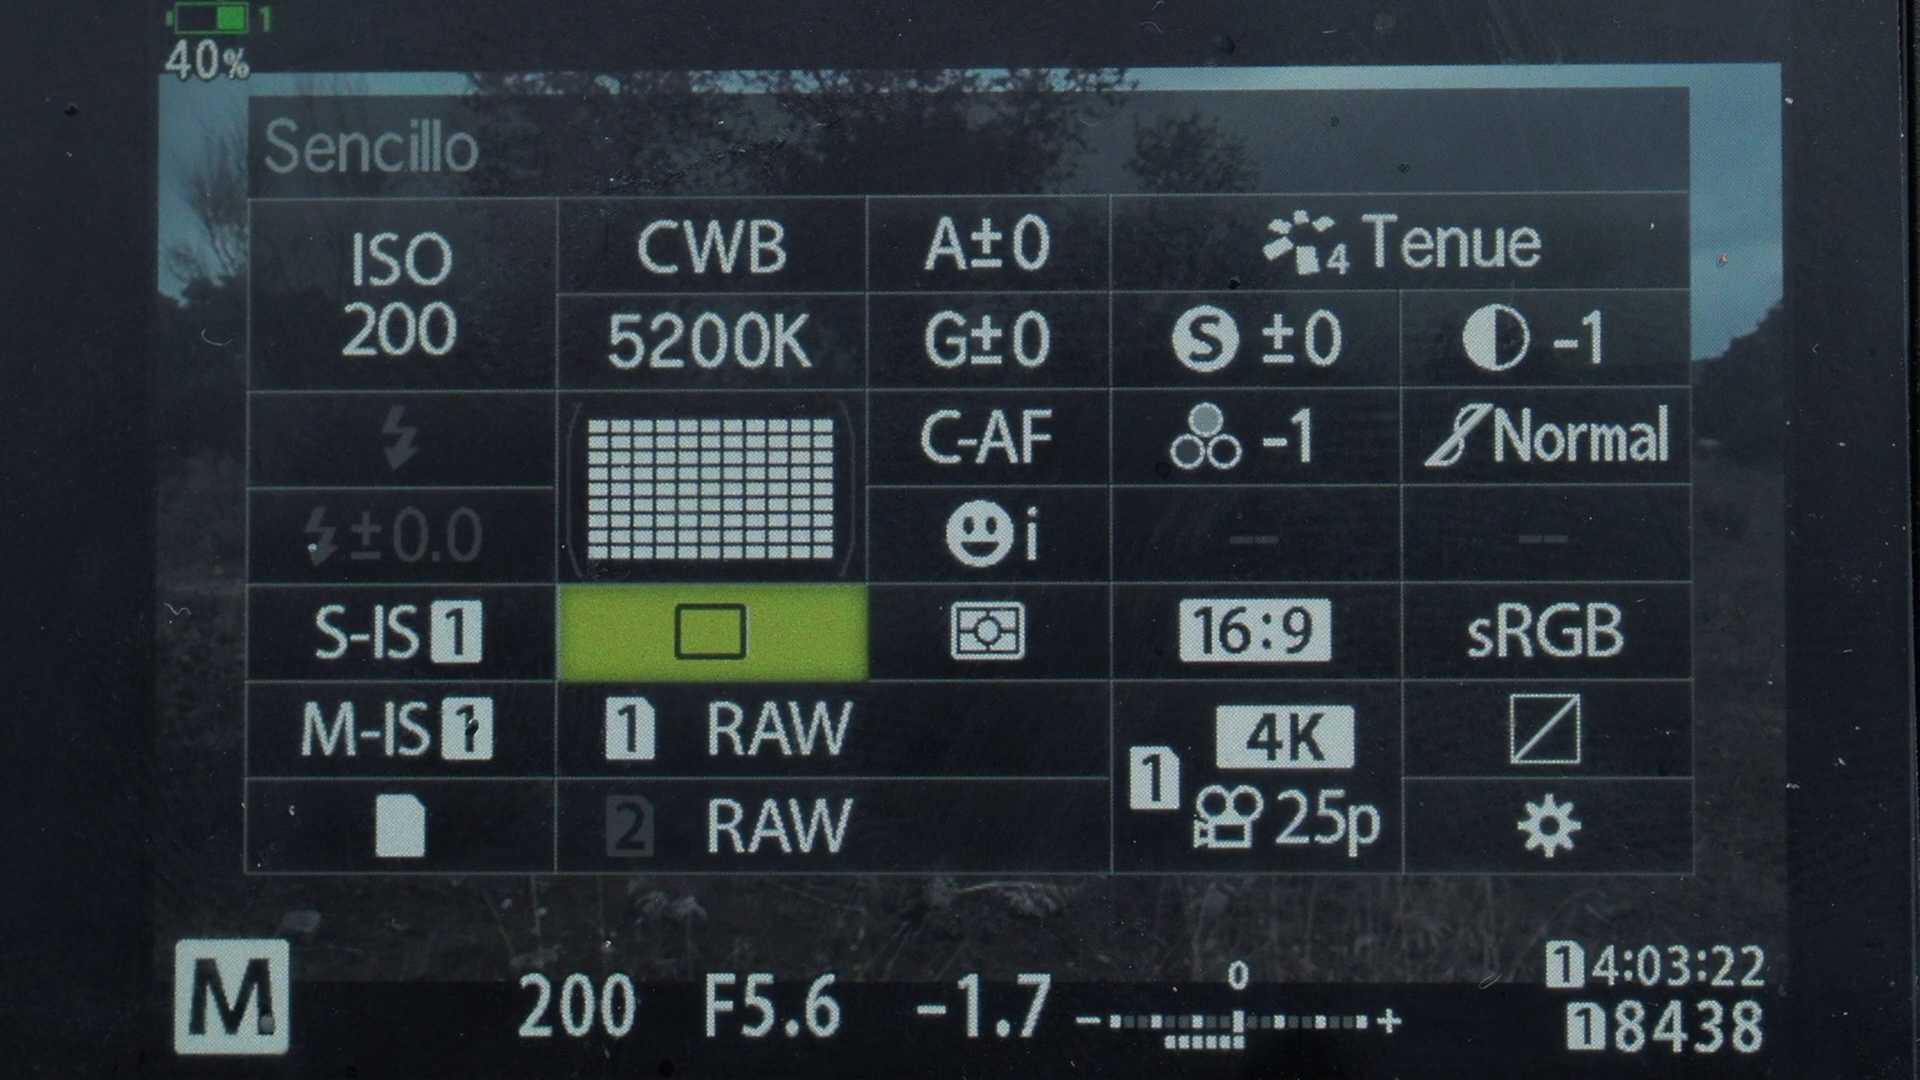 1
40%
Sencillo
ISO
200
CWB
A±0
4 Tenue
5200K
G±0
S ±0
-1
C-AF
-1
Normal
±0.0
i
--
--
S-IS 1
16:9
sRGB
M-IS 1
1 RAW
4K
1
25p
2 RAW
M
200
F5.6
-1.7
0
- +
1 4:03:22
1 8438